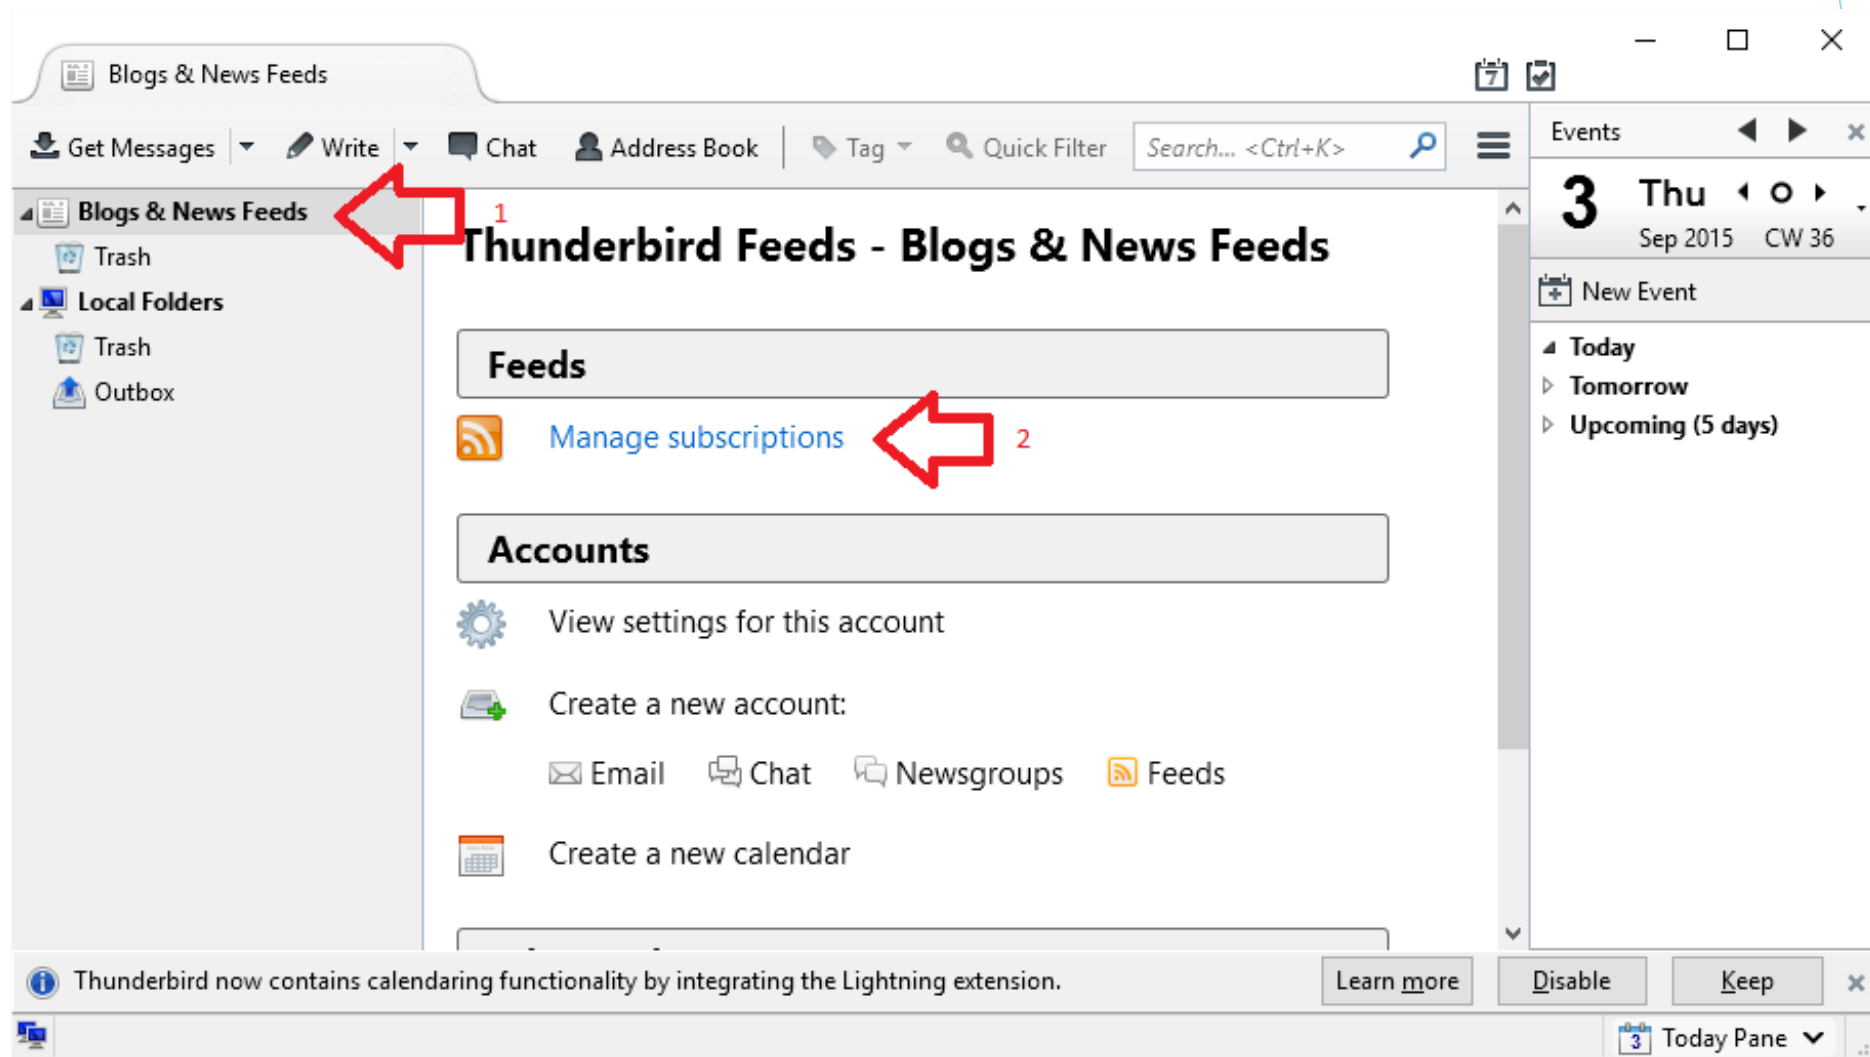 Blogs & News Feeds
7
Get Messages Write Chat Address Book Tag Quick Filter Search... <Ctrl+K>
Events
Blogs & News Feeds
1
Trash
Local Folders
Trash
Outbox
Thunderbird Feeds - Blogs & News Feeds
Feeds
Manage subscriptions
2
Accounts
View settings for this account
Create a new account:
Email Chat Newsgroups Feeds
Create a new calendar
3 Thu
Sep 2015 CW 36
New Event
Today
Tomorrow
Upcoming (5 days)
Thunderbird now contains calendaring functionality by integrating the Lightning extension.
Learn more Disable Keep
3 Today Pane